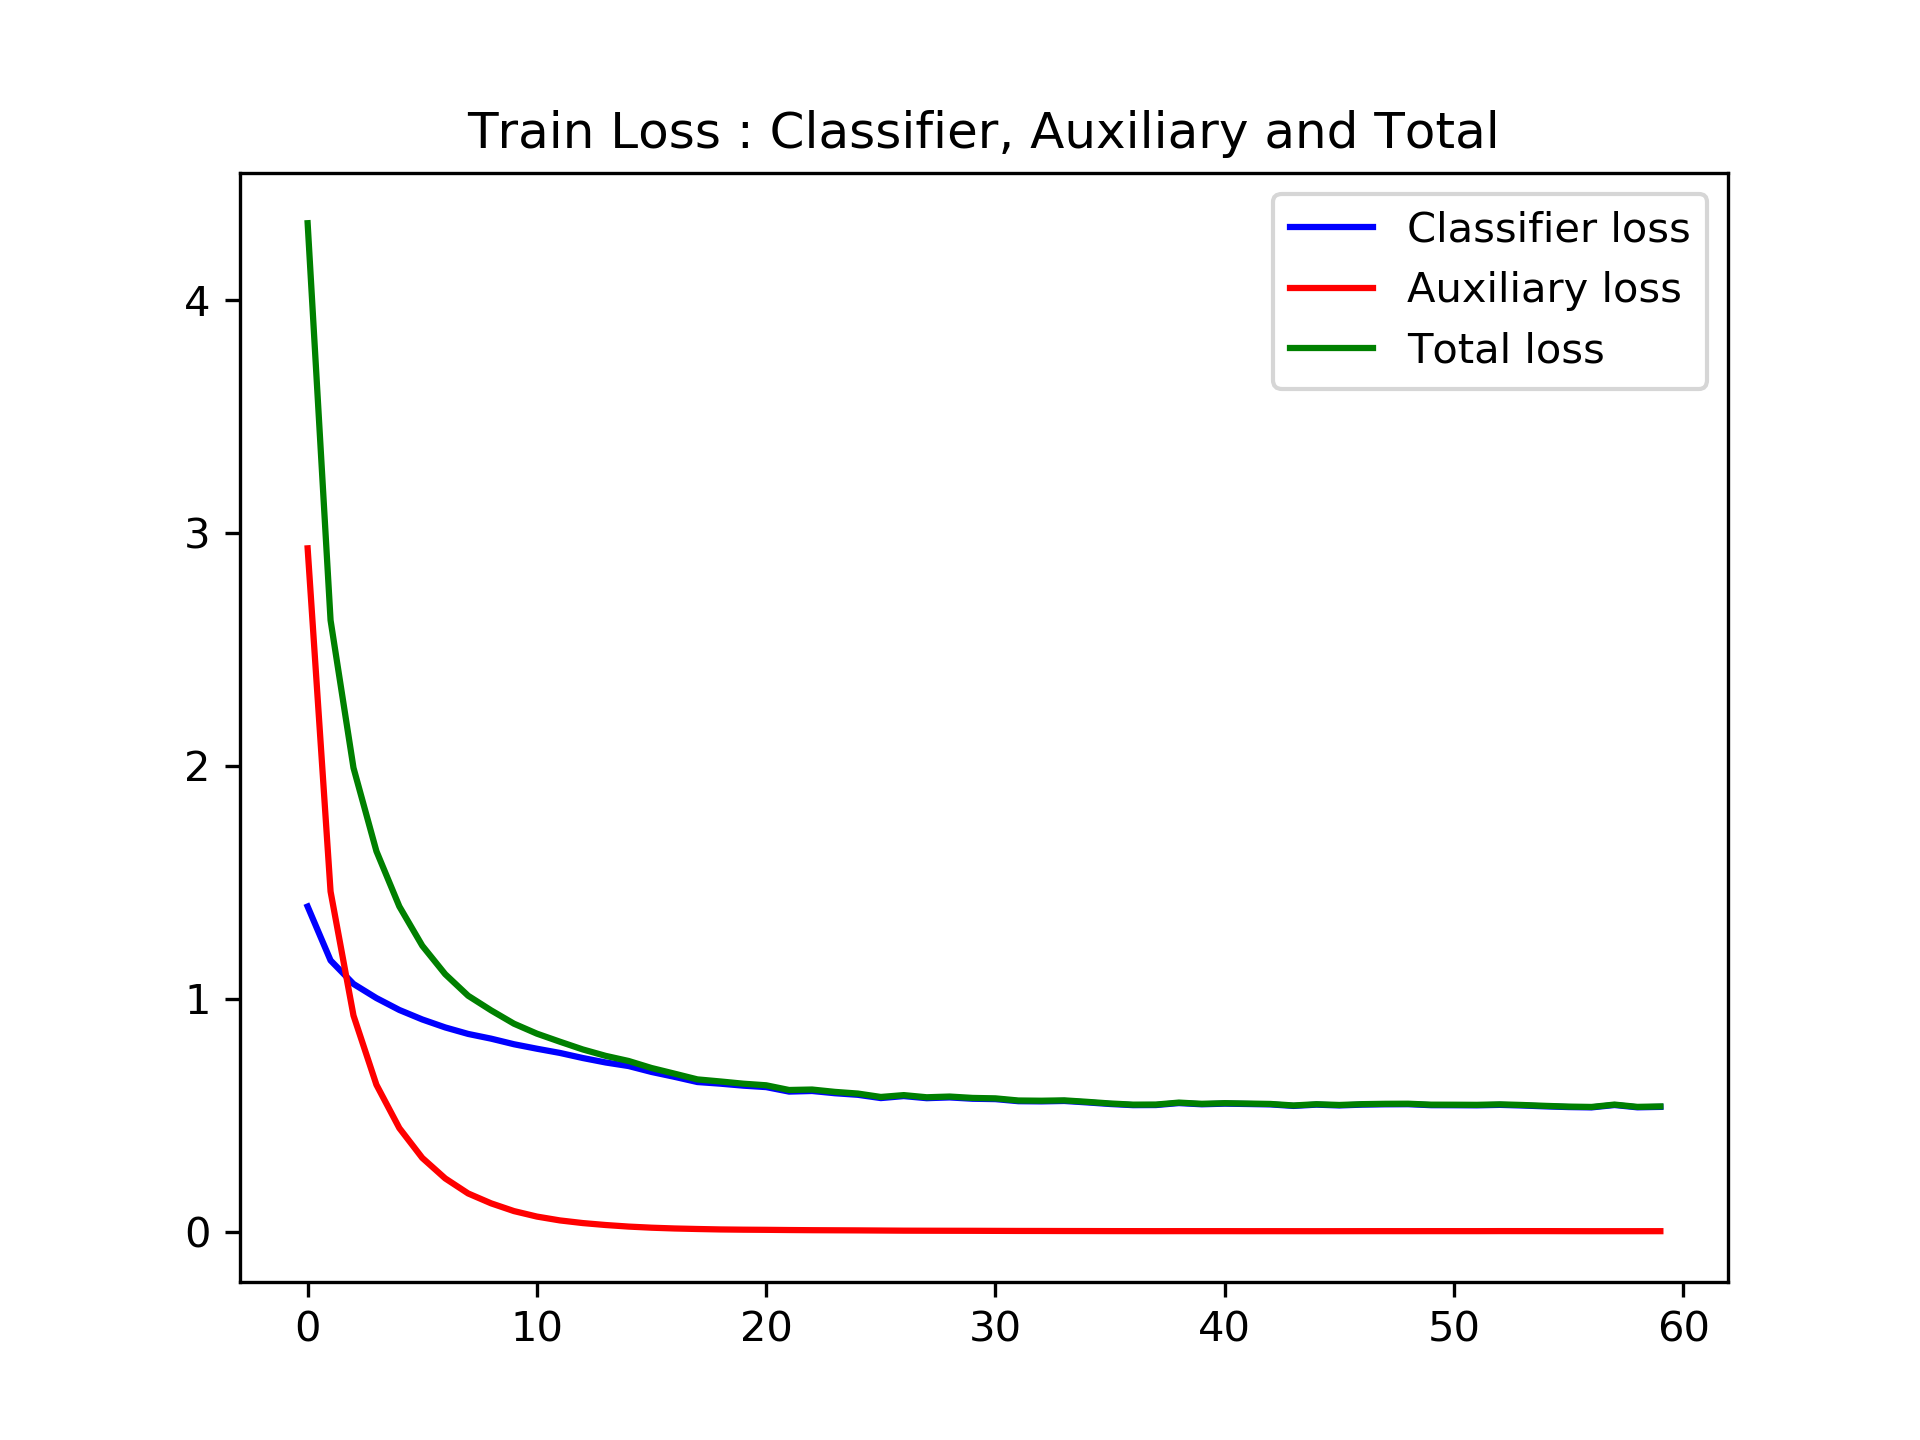 Train Loss : Classifier, Auxiliary and Total
Classifier loss
Auxiliary loss
Total loss
4
3
2
1
0
0 10 20 30 40 50 60